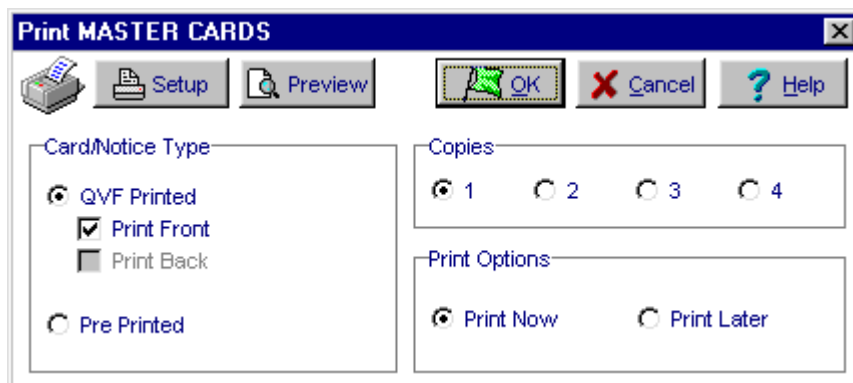 Print MASTER CARDS
Setup Preview OK Cancel Help
Card/Notice Type
QVF Printed
Print Front
Print Back
Pre Printed
Copies
1 2 3 4
Print Options
Print Now Print Later